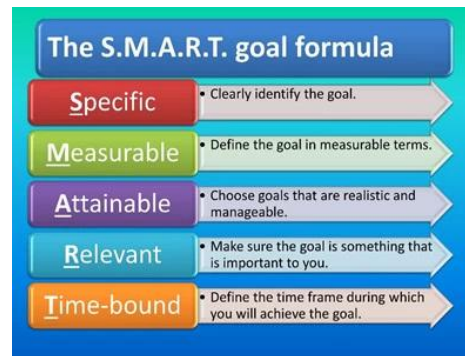 The S.M.A.R.T. goal formula
Specific
• Clearly identify the goal.
Measurable
• Define the goal in measurable terms.
Attainable
• Choose goals that are realistic and
manageable.
Relevant
• Make sure the goal is something that
is important to you.
Time-bound
• Define the time frame during which
you will achieve the goal.